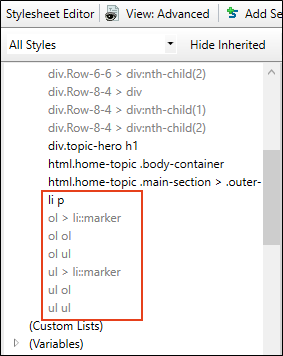 Stylesheet Editor View: Advanced Add Se
All Styles Hide Inherited
div.Row-6-6 > div:nth-child(2)
div.Row-8-4 > div
div.Row-8-4 > div:nth-child(1)
div.Row-8-4 > div:nth-child(2)
div.topic-hero h1
html.home-topic .body-container
html.home-topic .main-section > .outer-
li p
ol > li::marker
ol ol
ol ul
ul > li::marker
ul ol
ul ul
(Custom Lists)
(Variables)